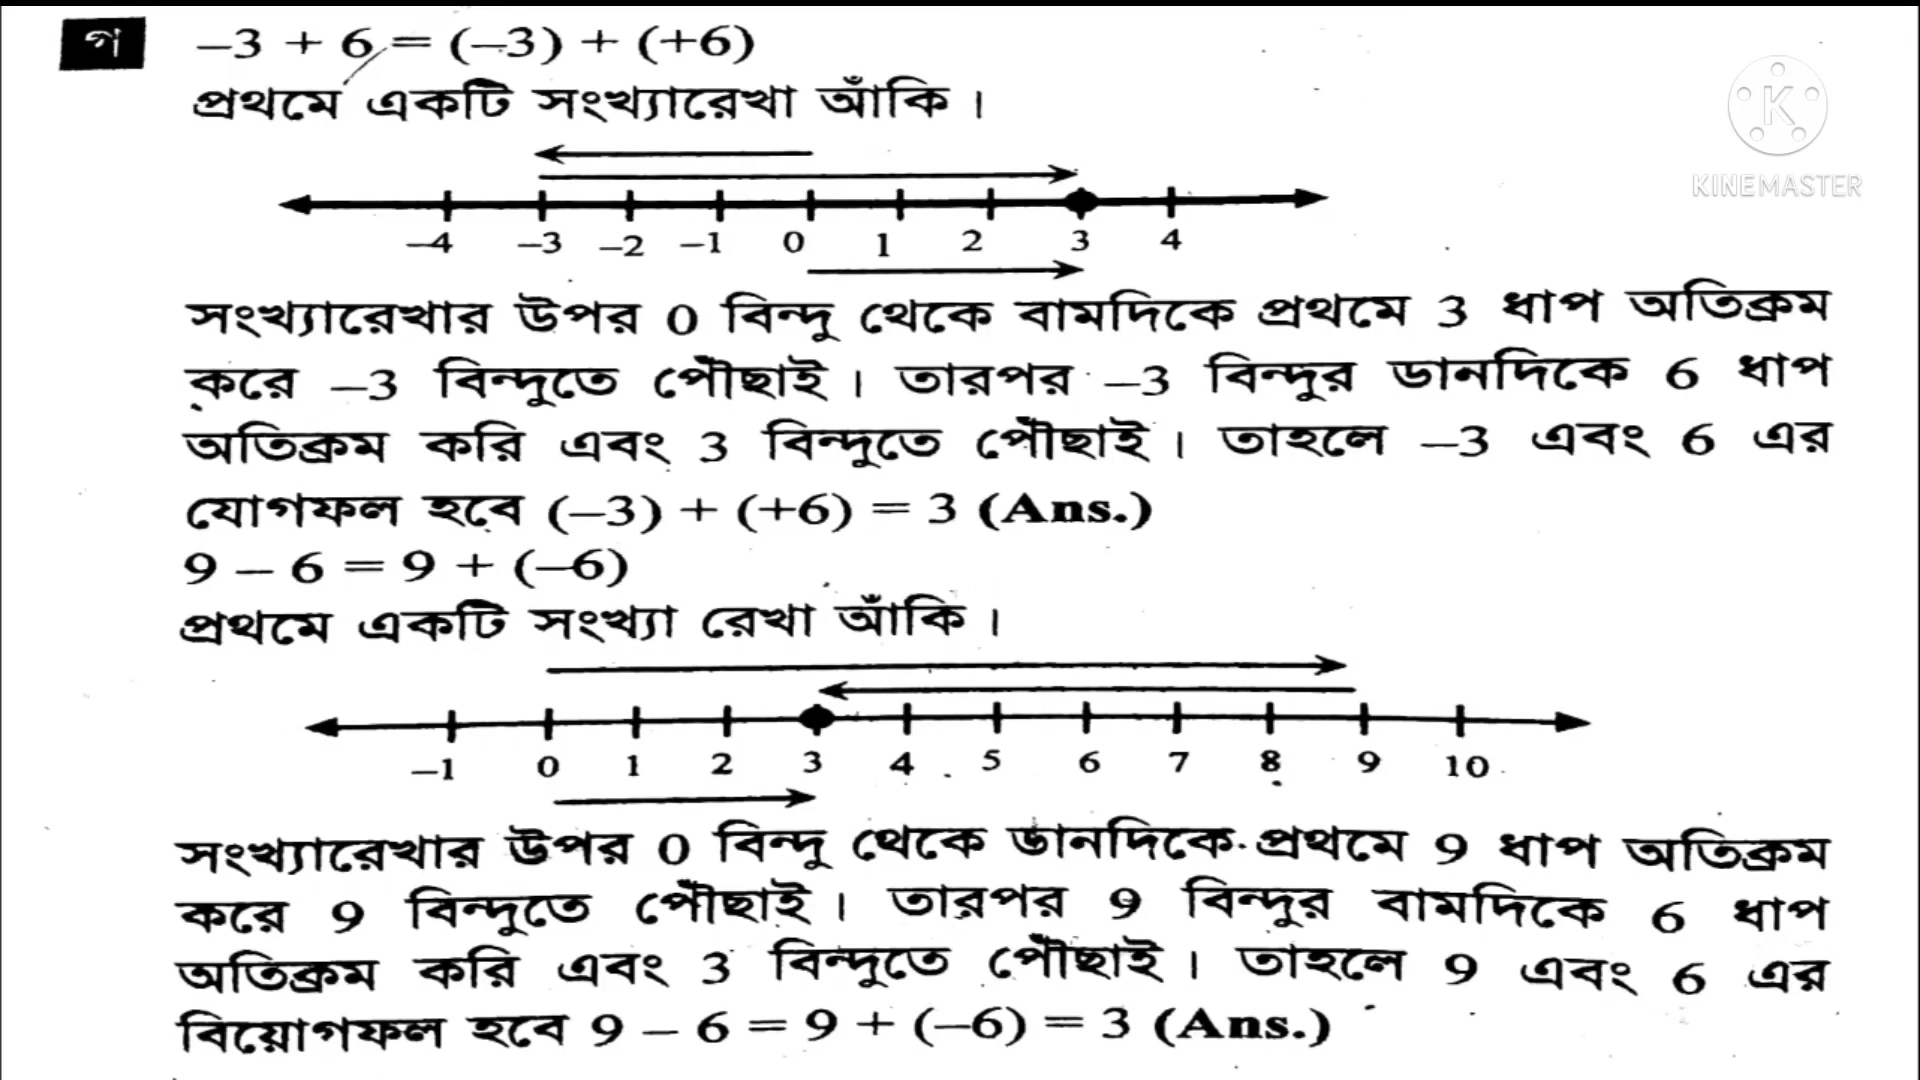 গ −3 + 6 = (−3) + (+6)
প্রথমে একটি সংখ্যারেখা আঁকি।
−4 −3 −2 −1 0 1 2 3 4
সংখ্যারেখার উপর 0 বিন্দু থেকে বামদিকে প্রথমে 3 ধাপ অতিক্রম
করে −3 বিন্দুতে পৌঁছাই। তারপর −3 বিন্দুর ডানদিকে 6 ধাপ
অতিক্রম করি এবং 3 বিন্দুতে পৌঁছাই। তাহলে −3 এবং 6 এর
যোগফল হবে (−3) + (+6) = 3 (Ans.)
9 − 6 = 9 + (−6)
প্রথমে একটি সংখ্যা রেখা আঁকি।
−1 0 1 2 3 4 5 6 7 8 9 10
সংখ্যারেখার উপর 0 বিন্দু থেকে ডানদিকে প্রথমে 9 ধাপ অতিক্রম
করে 9 বিন্দুতে পৌঁছাই। তারপর 9 বিন্দুর বামদিকে 6 ধাপ
অতিক্রম করি এবং 3 বিন্দুতে পৌঁছাই। তাহলে 9 এবং 6 এর
বিয়োগফল হবে 9 − 6 = 9 + (−6) = 3 (Ans.)
K
KINEMASTER